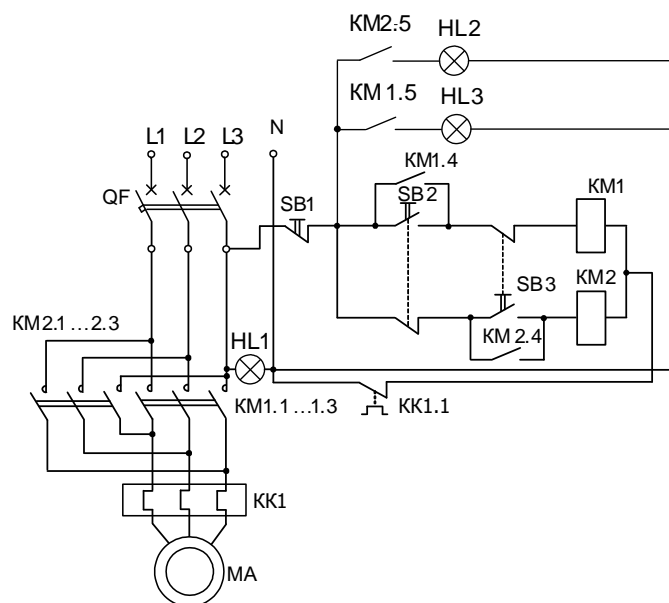 KM2.5
HL2
KM1.5
HL3
L1 L2 L3 N
KM1.4
QF
SB1
SB2
KM1
SB3
KM2
KM2.1 ...2.3
HL1
KM2.4
KM1.1 ...1.3
KK1.1
KK1
MA